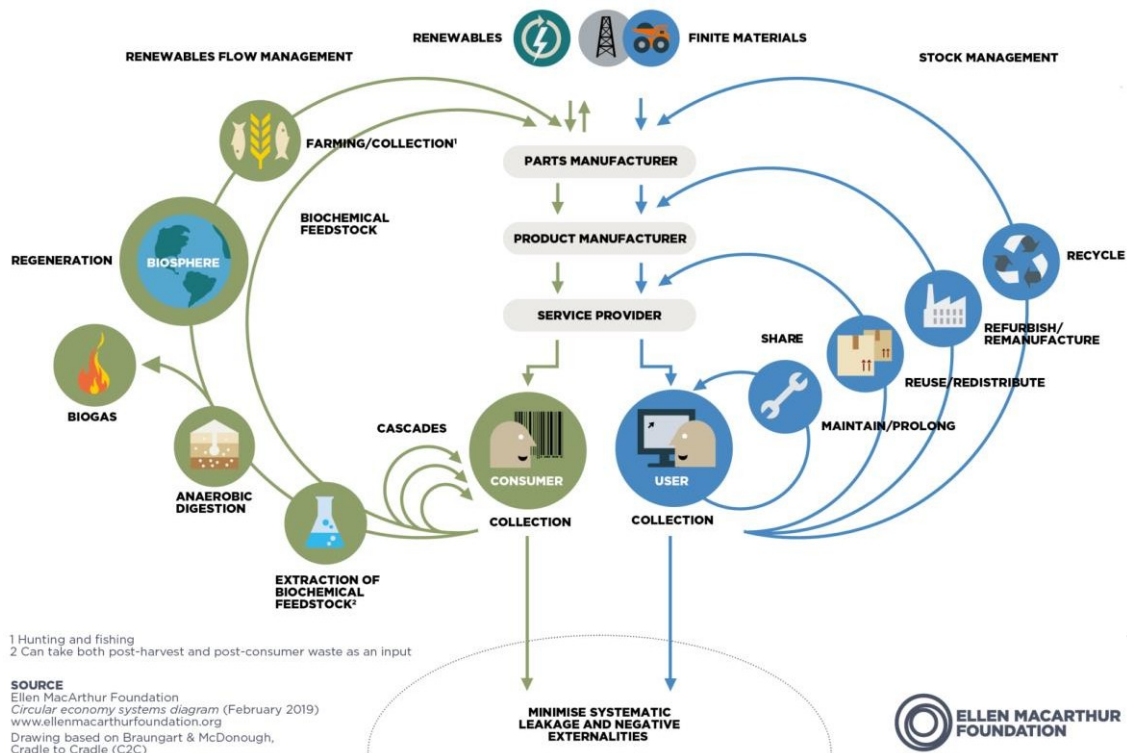 RENEWABLES
FINITE MATERIALS
RENEWABLES FLOW MANAGEMENT
STOCK MANAGEMENT
FARMING/COLLECTION¹
PARTS MANUFACTURER
BIOCHEMICAL
FEEDSTOCK
PRODUCT MANUFACTURER
REGENERATION
BIOSPHERE
RECYCLE
SERVICE PROVIDER
SHARE
REFURBISH/
REMANUFACTURE
REUSE/REDISTRIBUTE
BIOGAS
CASCADES
MAINTAIN/PROLONG
CONSUMER
USER
ANAEROBIC
DIGESTION
COLLECTION
COLLECTION
EXTRACTION OF
BIOCHEMICAL
FEEDSTOCK²
1 Hunting and fishing
2 Can take both post-harvest and post-consumer waste as an input
SOURCE
Ellen MacArthur Foundation
Circular economy systems diagram (February 2019)
www.ellenmacarthurfoundation.org
Drawing based on Braungart & McDonough,
Cradle to Cradle (C2C)
MINIMISE SYSTEMATIC
LEAKAGE AND NEGATIVE
EXTERNALITIES
ELLEN MACARTHUR
FOUNDATION